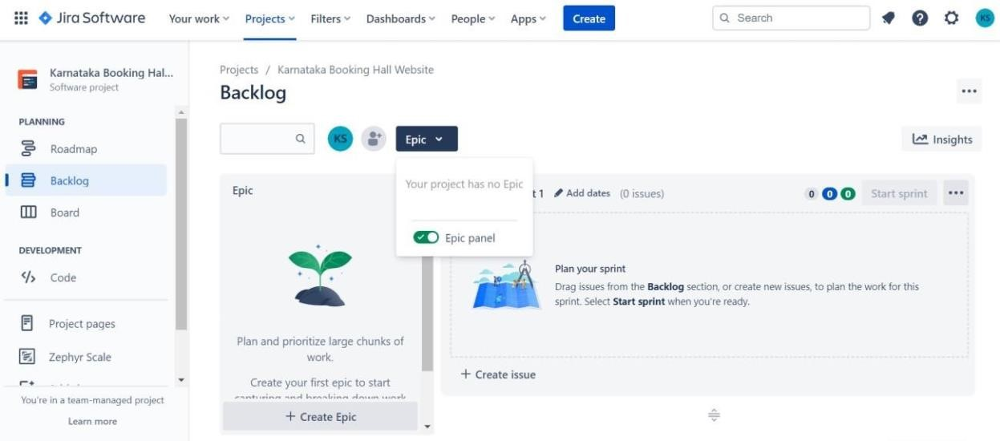 Jira Software
Your work
Projects
Filters
Dashboards
People
Apps
Create
Search
KS
Karnataka Booking Hal...
Software project
PLANNING
Roadmap
Backlog
Board
DEVELOPMENT
Code
Project pages
Zephyr Scale
You're in a team-managed project
Learn more
Projects / Karnataka Booking Hall Website
Backlog
KS
Epic
Insights
Your project has no Epic
Epic panel
Epic
Plan and prioritize large chunks of
work.
Create your first epic to start
capturing and breaking down work
+ Create Epic
t 1 Add dates (0 issues)
0 0 0
Start sprint
Plan your sprint
Drag issues from the Backlog section, or create new issues, to plan the work for this
sprint. Select Start sprint when you're ready.
+ Create issue